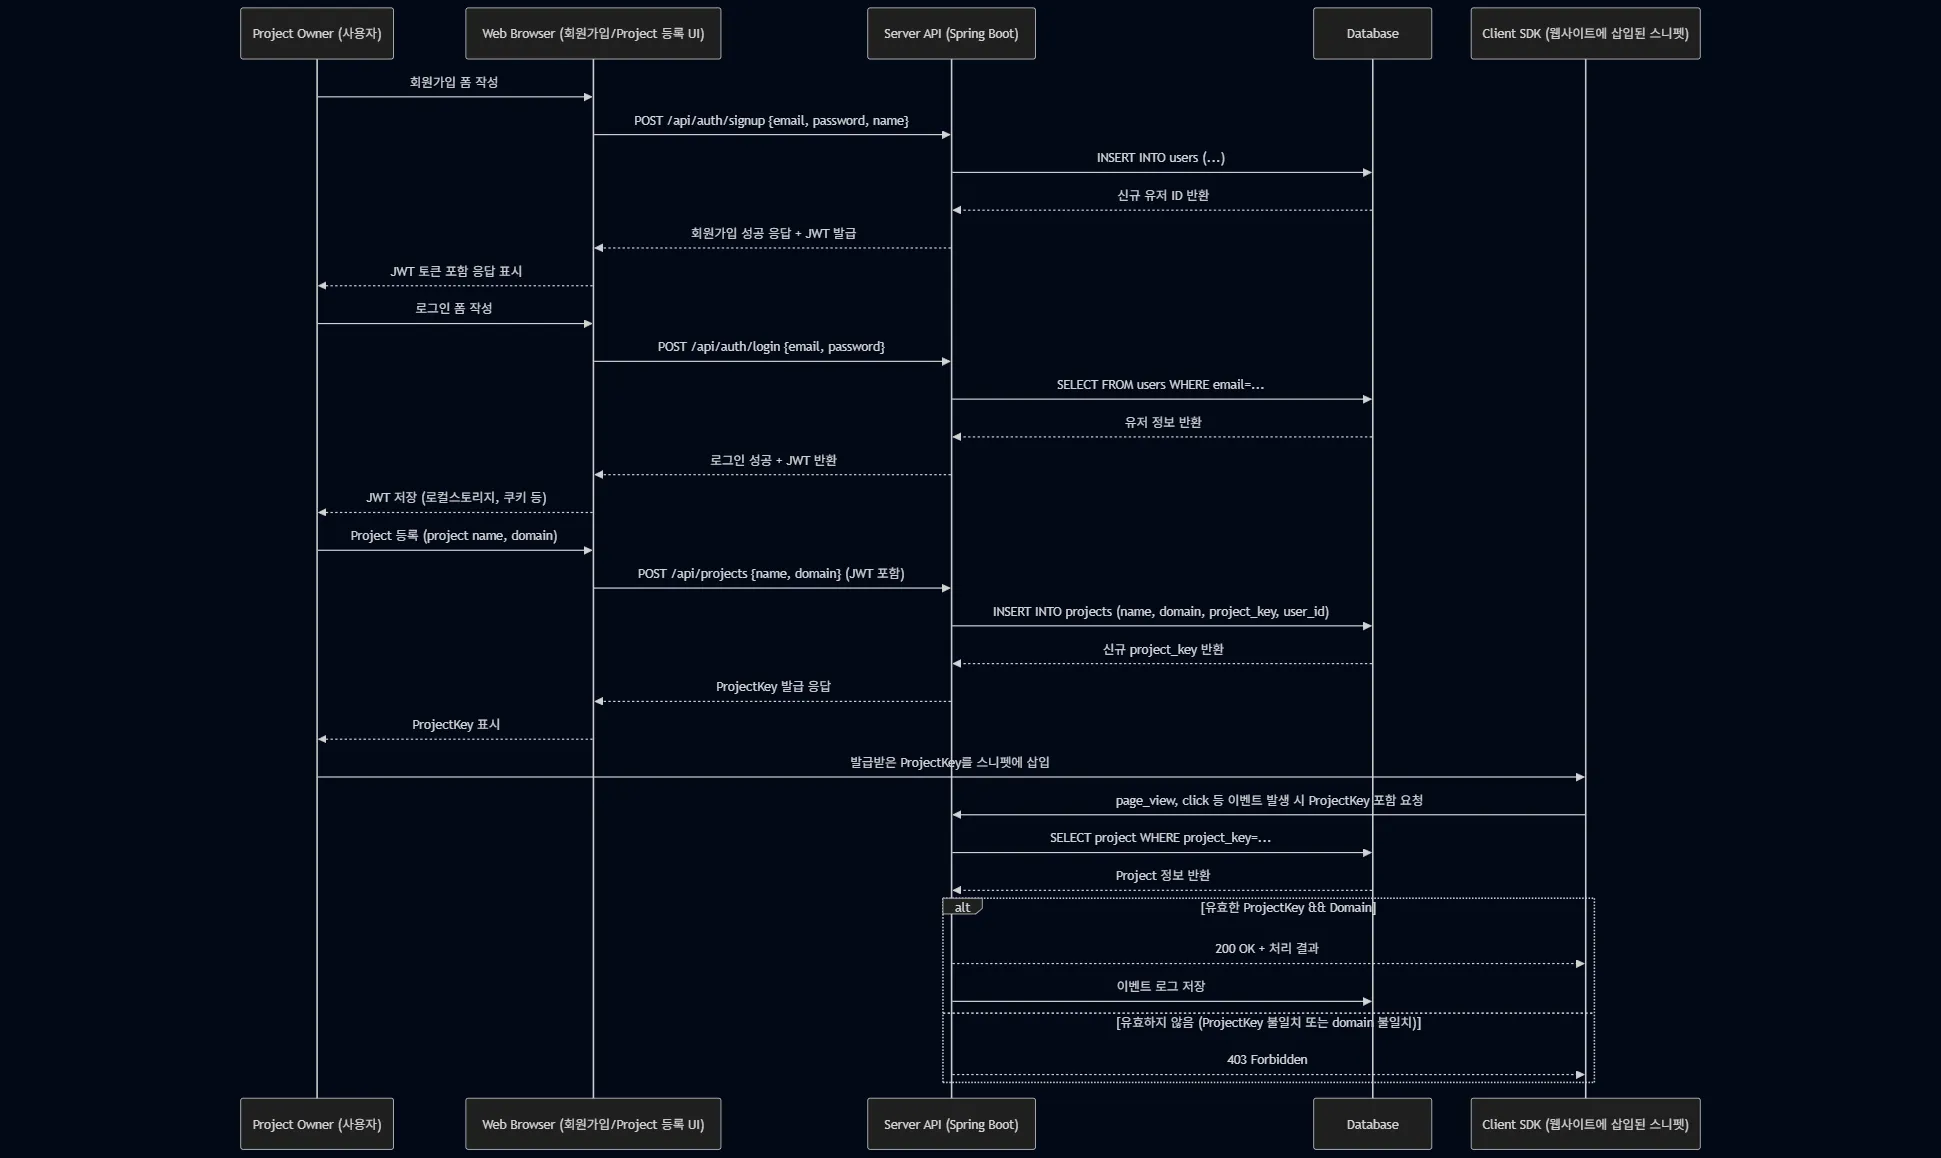 Project Owner (사용자)
Web Browser (회원가입/Project 등록 UI)
Server API (Spring Boot)
Database
Client SDK (웹사이트에 삽입된 스니펫)
회원가입 폼 작성
POST /api/auth/signup {email, password, name}
INSERT INTO users (...)
신규 유저 ID 반환
회원가입 성공 응답 + JWT 발급
JWT 토큰 포함 응답 표시
로그인 폼 작성
POST /api/auth/login {email, password}
SELECT FROM users WHERE email=...
유저 정보 반환
로그인 성공 + JWT 반환
JWT 저장 (로컬스토리지, 쿠키 등)
Project 등록 (project name, domain)
POST /api/projects {name, domain} (JWT 포함)
INSERT INTO projects (name, domain, project_key, user_id)
신규 project_key 반환
ProjectKey 발급 응답
ProjectKey 표시
발급받은 ProjectKey를 스니펫에 삽입
page_view, click 등 이벤트 발생 시 ProjectKey 포함 요청
SELECT project WHERE project_key=...
Project 정보 반환
alt
[유효한 ProjectKey && Domain]
200 OK + 처리 결과
이벤트 로그 저장
[유효하지 않음 (ProjectKey 불일치 또는 domain 불일치)]
403 Forbidden
Project Owner (사용자)
Web Browser (회원가입/Project 등록 UI)
Server API (Spring Boot)
Database
Client SDK (웹사이트에 삽입된 스니펫)